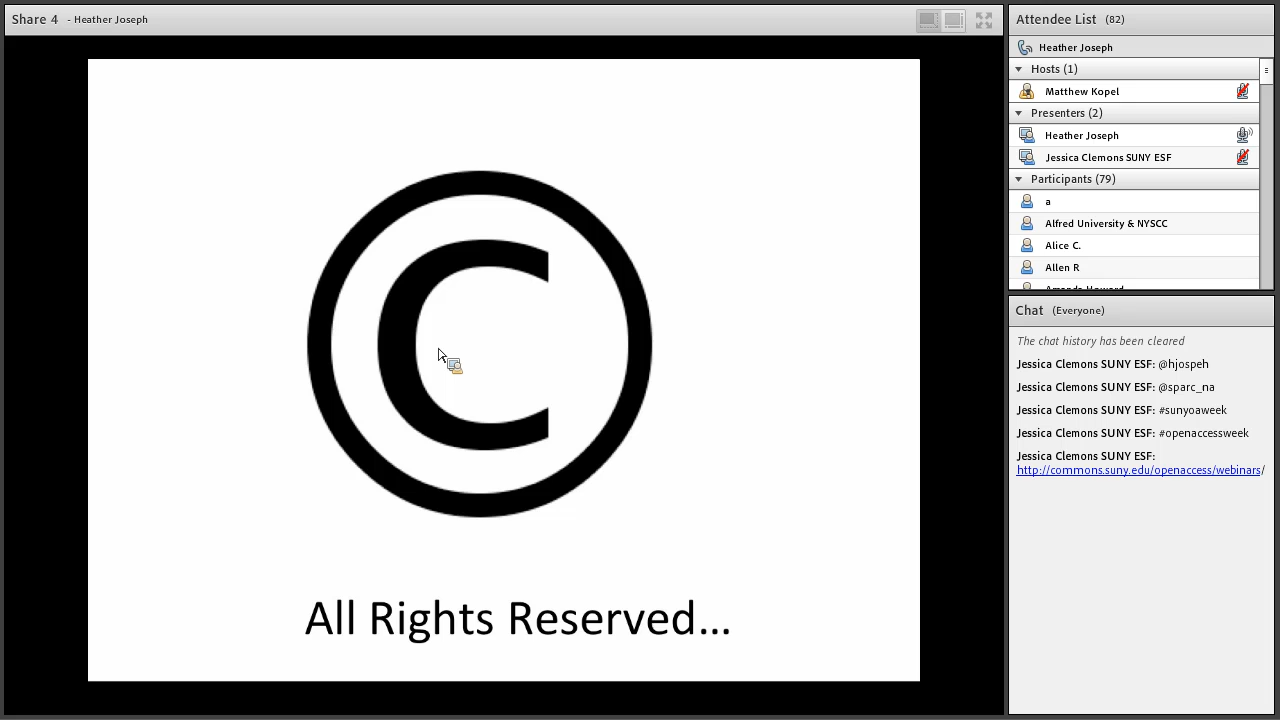 Share 4 - Heather Joseph
©
All Rights Reserved...
Attendee List (82)
Heather Joseph
Hosts (1)
Matthew Kopel
Presenters (2)
Heather Joseph
Jessica Clemons SUNY ESF
Participants (79)
a
Alfred University & NYSCC
Alice C.
Allen R
Amanda Howard
Chat (Everyone)
The chat history has been cleared
Jessica Clemons SUNY ESF: @hjospeh
Jessica Clemons SUNY ESF: @sparc_na
Jessica Clemons SUNY ESF: #sunyoaweek
Jessica Clemons SUNY ESF: #openaccessweek
Jessica Clemons SUNY ESF:
http://commons.suny.edu/openaccess/webinars/